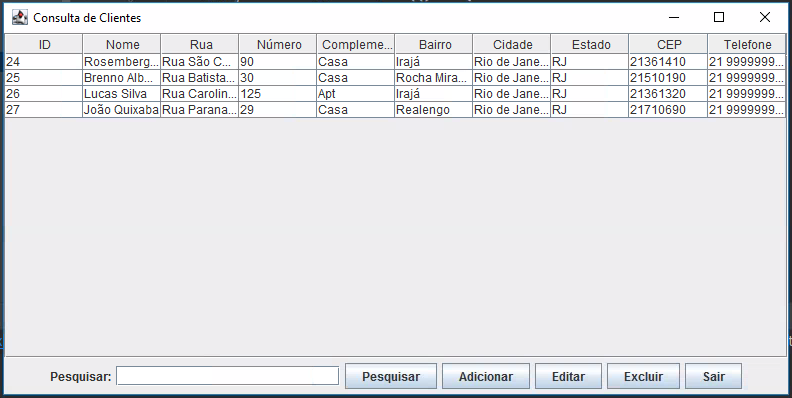 Consulta de Clientes
ID Nome Rua Número Compleme... Bairro Cidade Estado CEP Telefone
24 Rosemberg... Rua São C... 90 Casa Irajá Rio de Jane... RJ 21361410 21 9999999...
25 Brenno Alb... Rua Batista... 30 Casa Rocha Mira... Rio de Jane... RJ 21510190 21 9999999...
26 Lucas Silva Rua Carolin... 125 Apt Irajá Rio de Jane... RJ 21361320 21 9999999...
27 João Quixaba Rua Parana... 29 Casa Realengo Rio de Jane... RJ 21710690 21 9999999...
Pesquisar: Pesquisar Adicionar Editar Excluir Sair